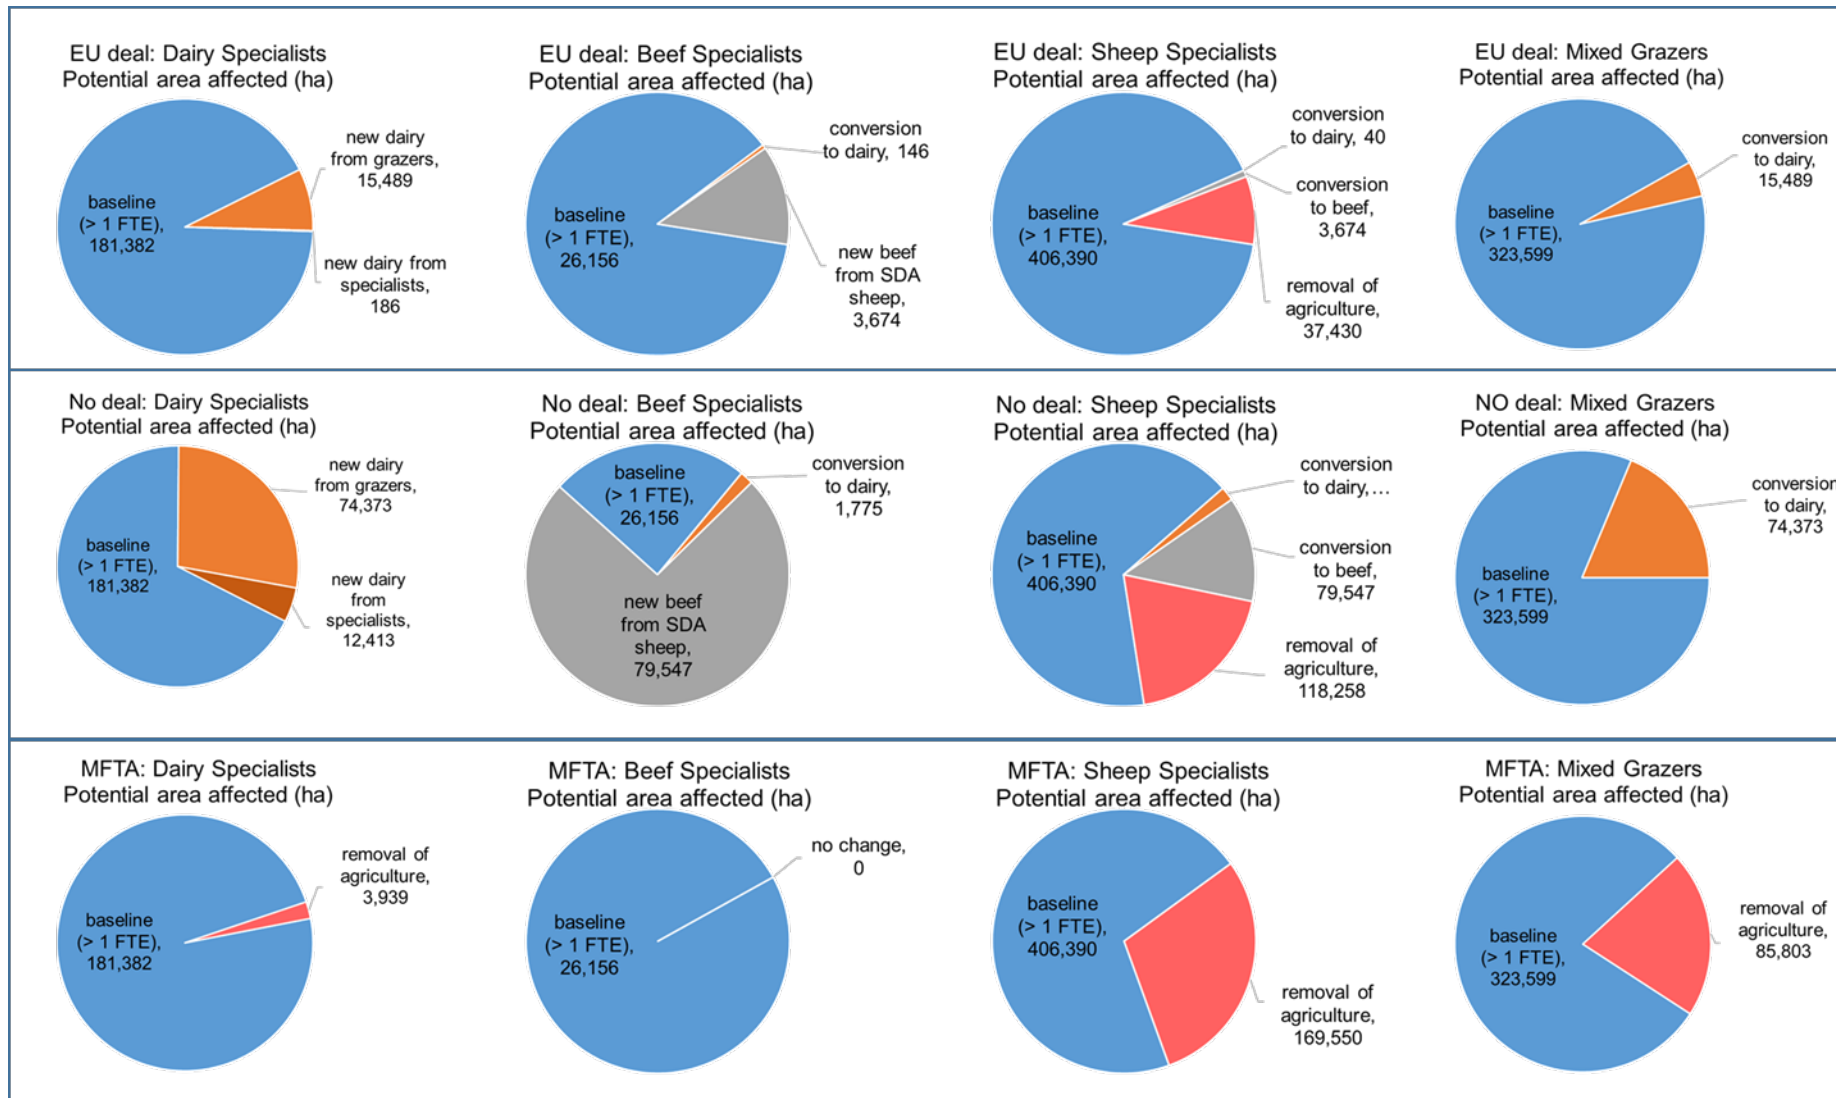 EU deal: Dairy Specialists
Potential area affected (ha)
baseline
(> 1 FTE),
181,382
new dairy
from grazers,
15,489
new dairy from
specialists,
186
EU deal: Beef Specialists
Potential area affected (ha)
baseline
(> 1 FTE),
26,156
conversion
to dairy, 146
new beef
from SDA
sheep,
3,674
EU deal: Sheep Specialists
Potential area affected (ha)
baseline
(> 1 FTE),
406,390
conversion
to dairy, 40
conversion
to beef,
3,674
removal of
agriculture,
37,430
EU deal: Mixed Grazers
Potential area affected (ha)
baseline
(> 1 FTE),
323,599
conversion
to dairy,
15,489
No deal: Dairy Specialists
Potential area affected (ha)
baseline
(> 1 FTE),
181,382
new dairy
from grazers,
74,373
new dairy
from
specialists,
12,413
No deal: Beef Specialists
Potential area affected (ha)
baseline
(> 1 FTE),
26,156
conversion
to dairy,
1,775
new beef
from SDA
sheep,
79,547
No deal: Sheep Specialists
Potential area affected (ha)
baseline
(> 1 FTE),
406,390
conversion
to dairy,...
conversion
to beef,
79,547
removal of
agriculture,
118,258
NO deal: Mixed Grazers
Potential area affected (ha)
baseline
(> 1 FTE),
323,599
conversion
to dairy,
74,373
MFTA: Dairy Specialists
Potential area affected (ha)
baseline
(> 1 FTE),
181,382
removal of
agriculture,
3,939
MFTA: Beef Specialists
Potential area affected (ha)
baseline
(> 1 FTE),
26,156
no change,
0
MFTA: Sheep Specialists
Potential area affected (ha)
baseline
(> 1 FTE),
406,390
removal of
agriculture,
169,550
MFTA: Mixed Grazers
Potential area affected (ha)
baseline
(> 1 FTE),
323,599
removal of
agriculture,
85,803